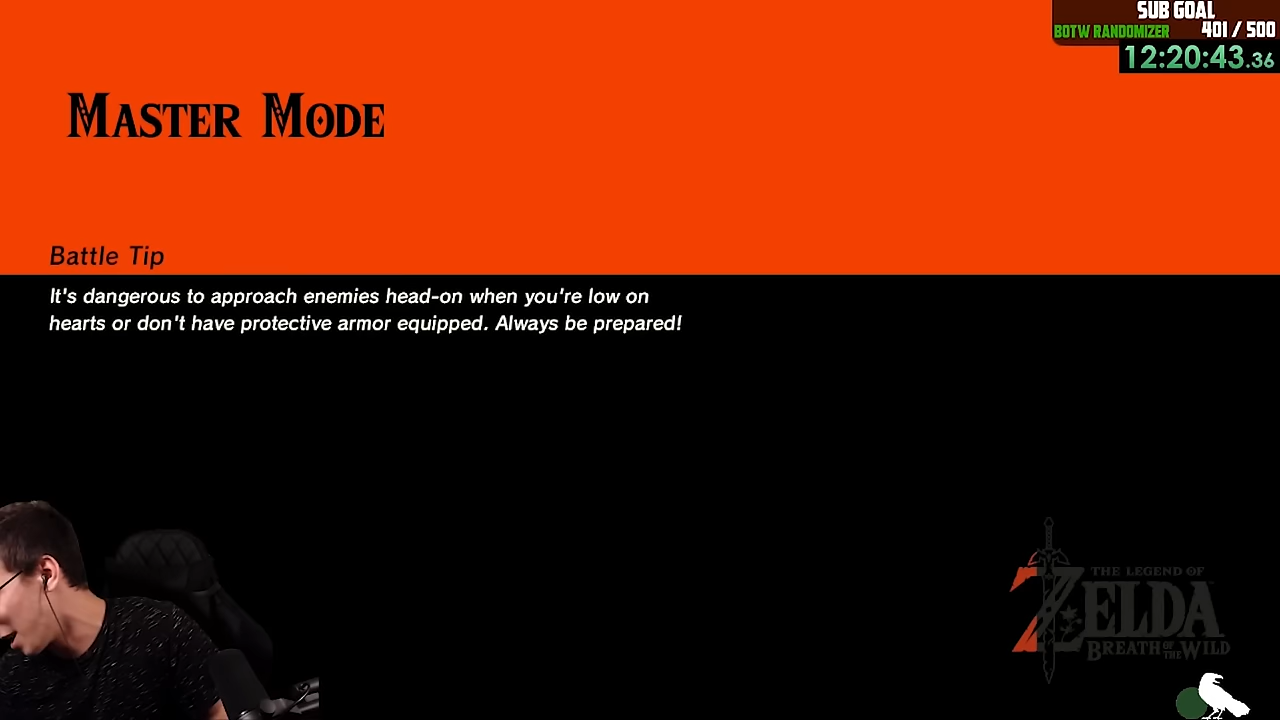 SUB GOAL
BOTW RANDOMIZER 401 / 500
12:20:43.36
MASTER MODE
Battle Tip
It's dangerous to approach enemies head-on when you're low on
hearts or don't have protective armor equipped. Always be prepared!
THE LEGEND OF
ZELDA
BREATH OF THE WILD